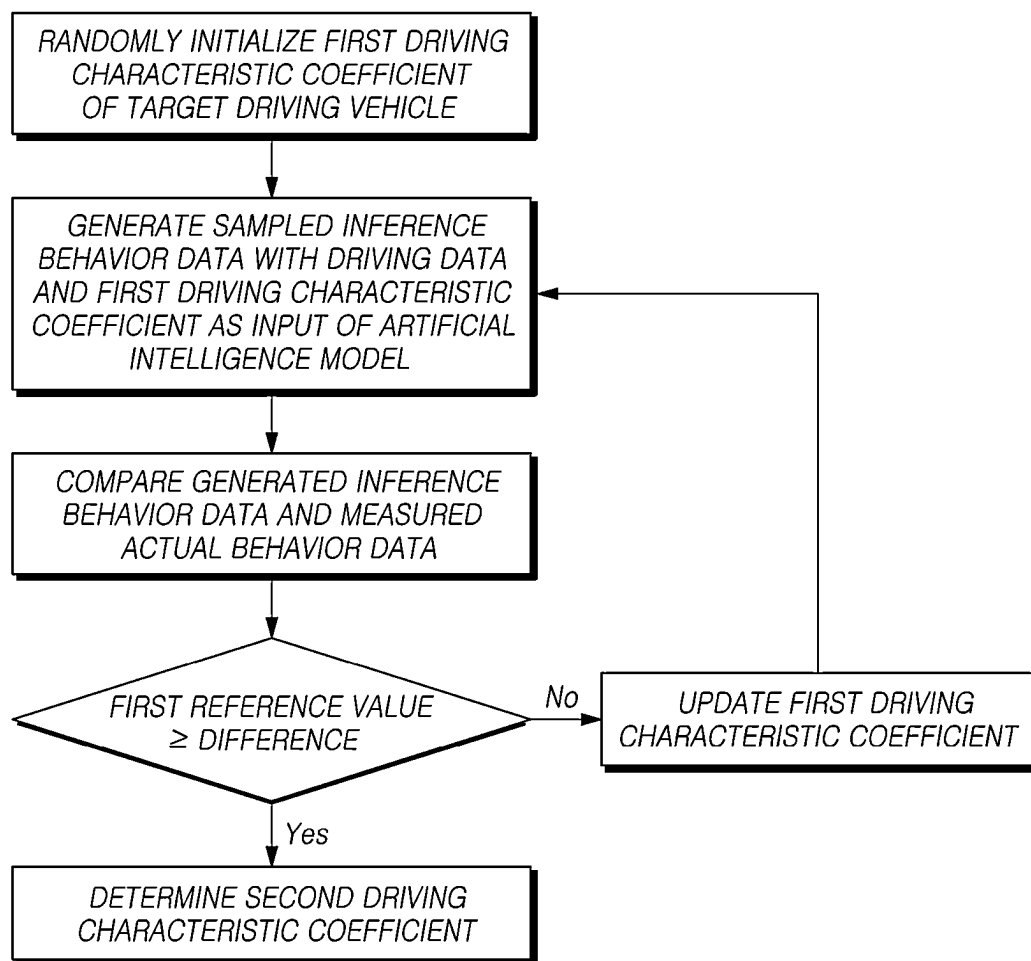 RANDOMLY INITIALIZE FIRST DRIVING
CHARACTERISTIC COEFFICIENT
OF TARGET DRIVING VEHICLE
GENERATE SAMPLED INFERENCE
BEHAVIOR DATA WITH DRIVING DATA
AND FIRST DRIVING CHARACTERISTIC
COEFFICIENT AS INPUT OF ARTIFICIAL
INTELLIGENCE MODEL
COMPARE GENERATED INFERENCE
BEHAVIOR DATA AND MEASURED
ACTUAL BEHAVIOR DATA
FIRST REFERENCE VALUE
≥ DIFFERENCE
No
UPDATE FIRST DRIVING
CHARACTERISTIC COEFFICIENT
Yes
DETERMINE SECOND DRIVING
CHARACTERISTIC COEFFICIENT